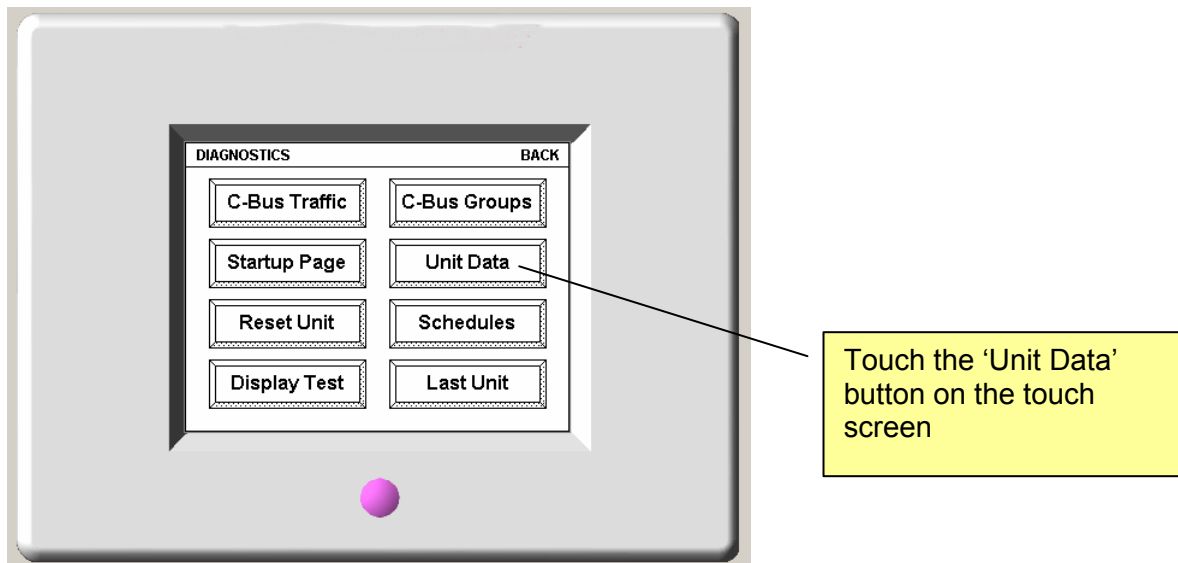 DIAGNOSTICS BACK
C-Bus Traffic C-Bus Groups
Startup Page Unit Data
Reset Unit Schedules
Display Test Last Unit
Touch the ‘Unit Data’
button on the touch
screen